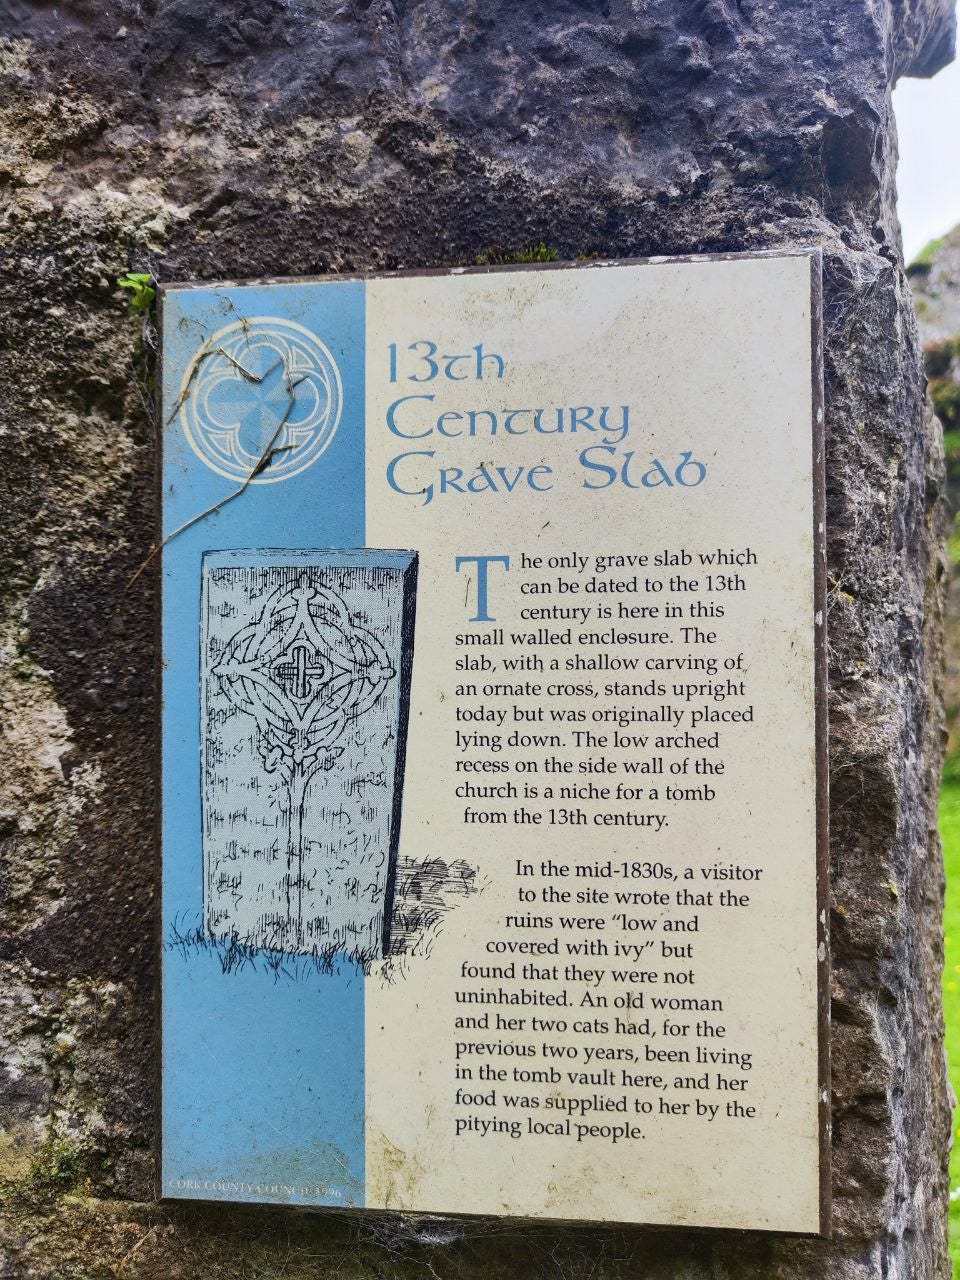 13th
Century
Grave Slab
The only grave slab which
can be dated to the 13th
century is here in this
small walled enclosure. The
slab, with a shallow carving of
an ornate cross, stands upright
today but was originally placed
lying down. The low arched
recess on the side wall of the
church is a niche for a tomb
from the 13th century.
In the mid-1830s, a visitor
to the site wrote that the
ruins were “low and
covered with ivy” but
found that they were not
uninhabited. An old woman
and her two cats had, for the
previous two years, been living
in the tomb vault here, and her
food was supplied to her by the
pitying local people.
CORK COUNTY COUNCIL 1996